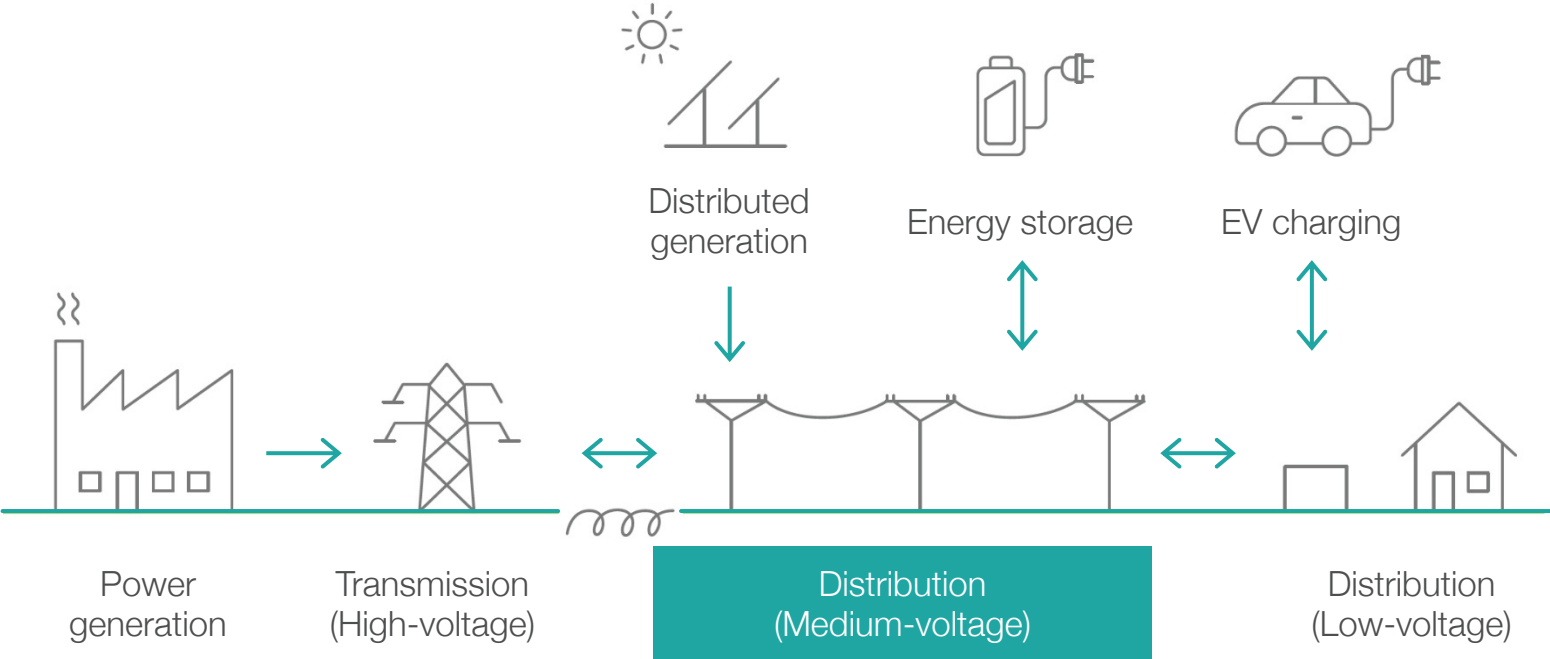 Distributed
generation
Energy storage
EV charging
Power
generation
Transmission
(High-voltage)
Distribution
(Medium-voltage)
Distribution
(Low-voltage)